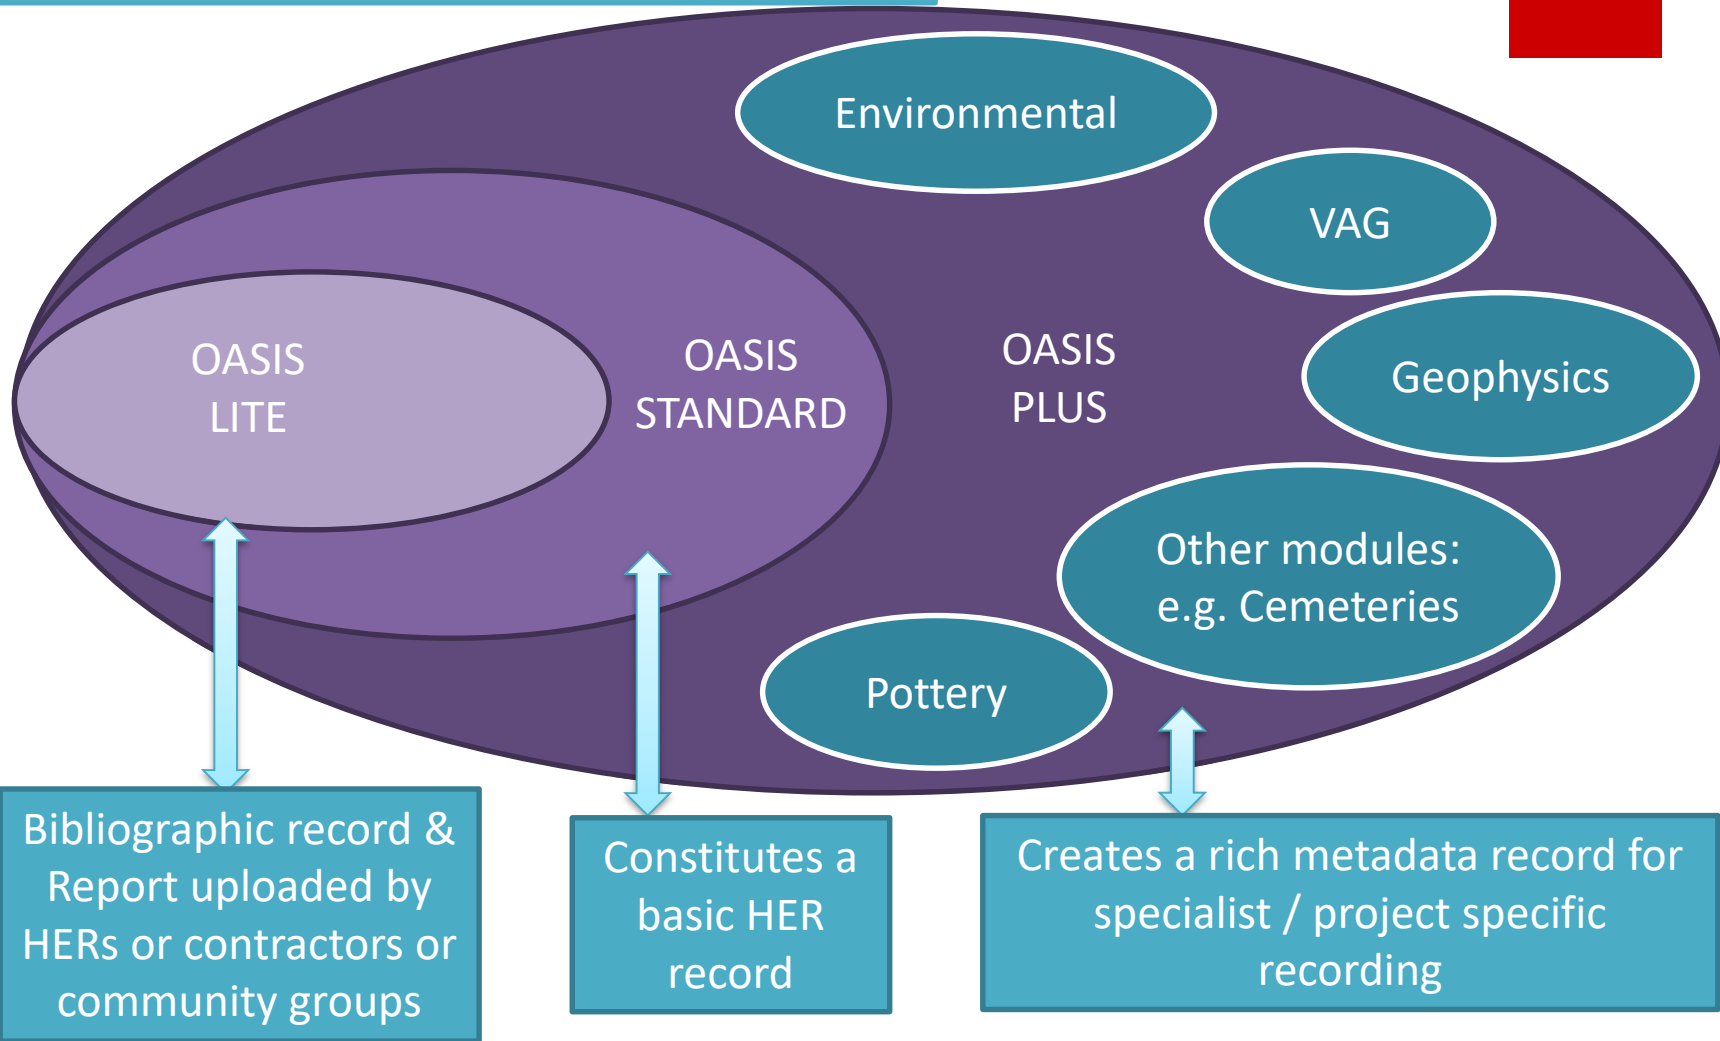 Environmental
VAG
OASIS
LITE
OASIS
STANDARD
OASIS
PLUS
Geophysics
Other modules:
e.g. Cemeteries
Pottery
Bibliographic record &
Report uploaded by
HERs or contractors or
community groups
Constitutes a
basic HER
record
Creates a rich metadata record for
specialist / project specific
recording